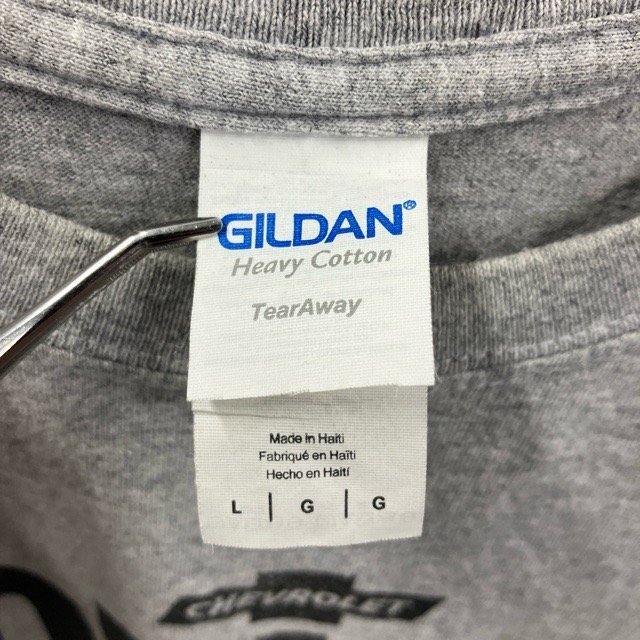 GILDAN®
Heavy Cotton
TearAway
Made in Haiti
Fabriqué en Haïti
Hecho en Haití
L | G | G
CHEVROLET